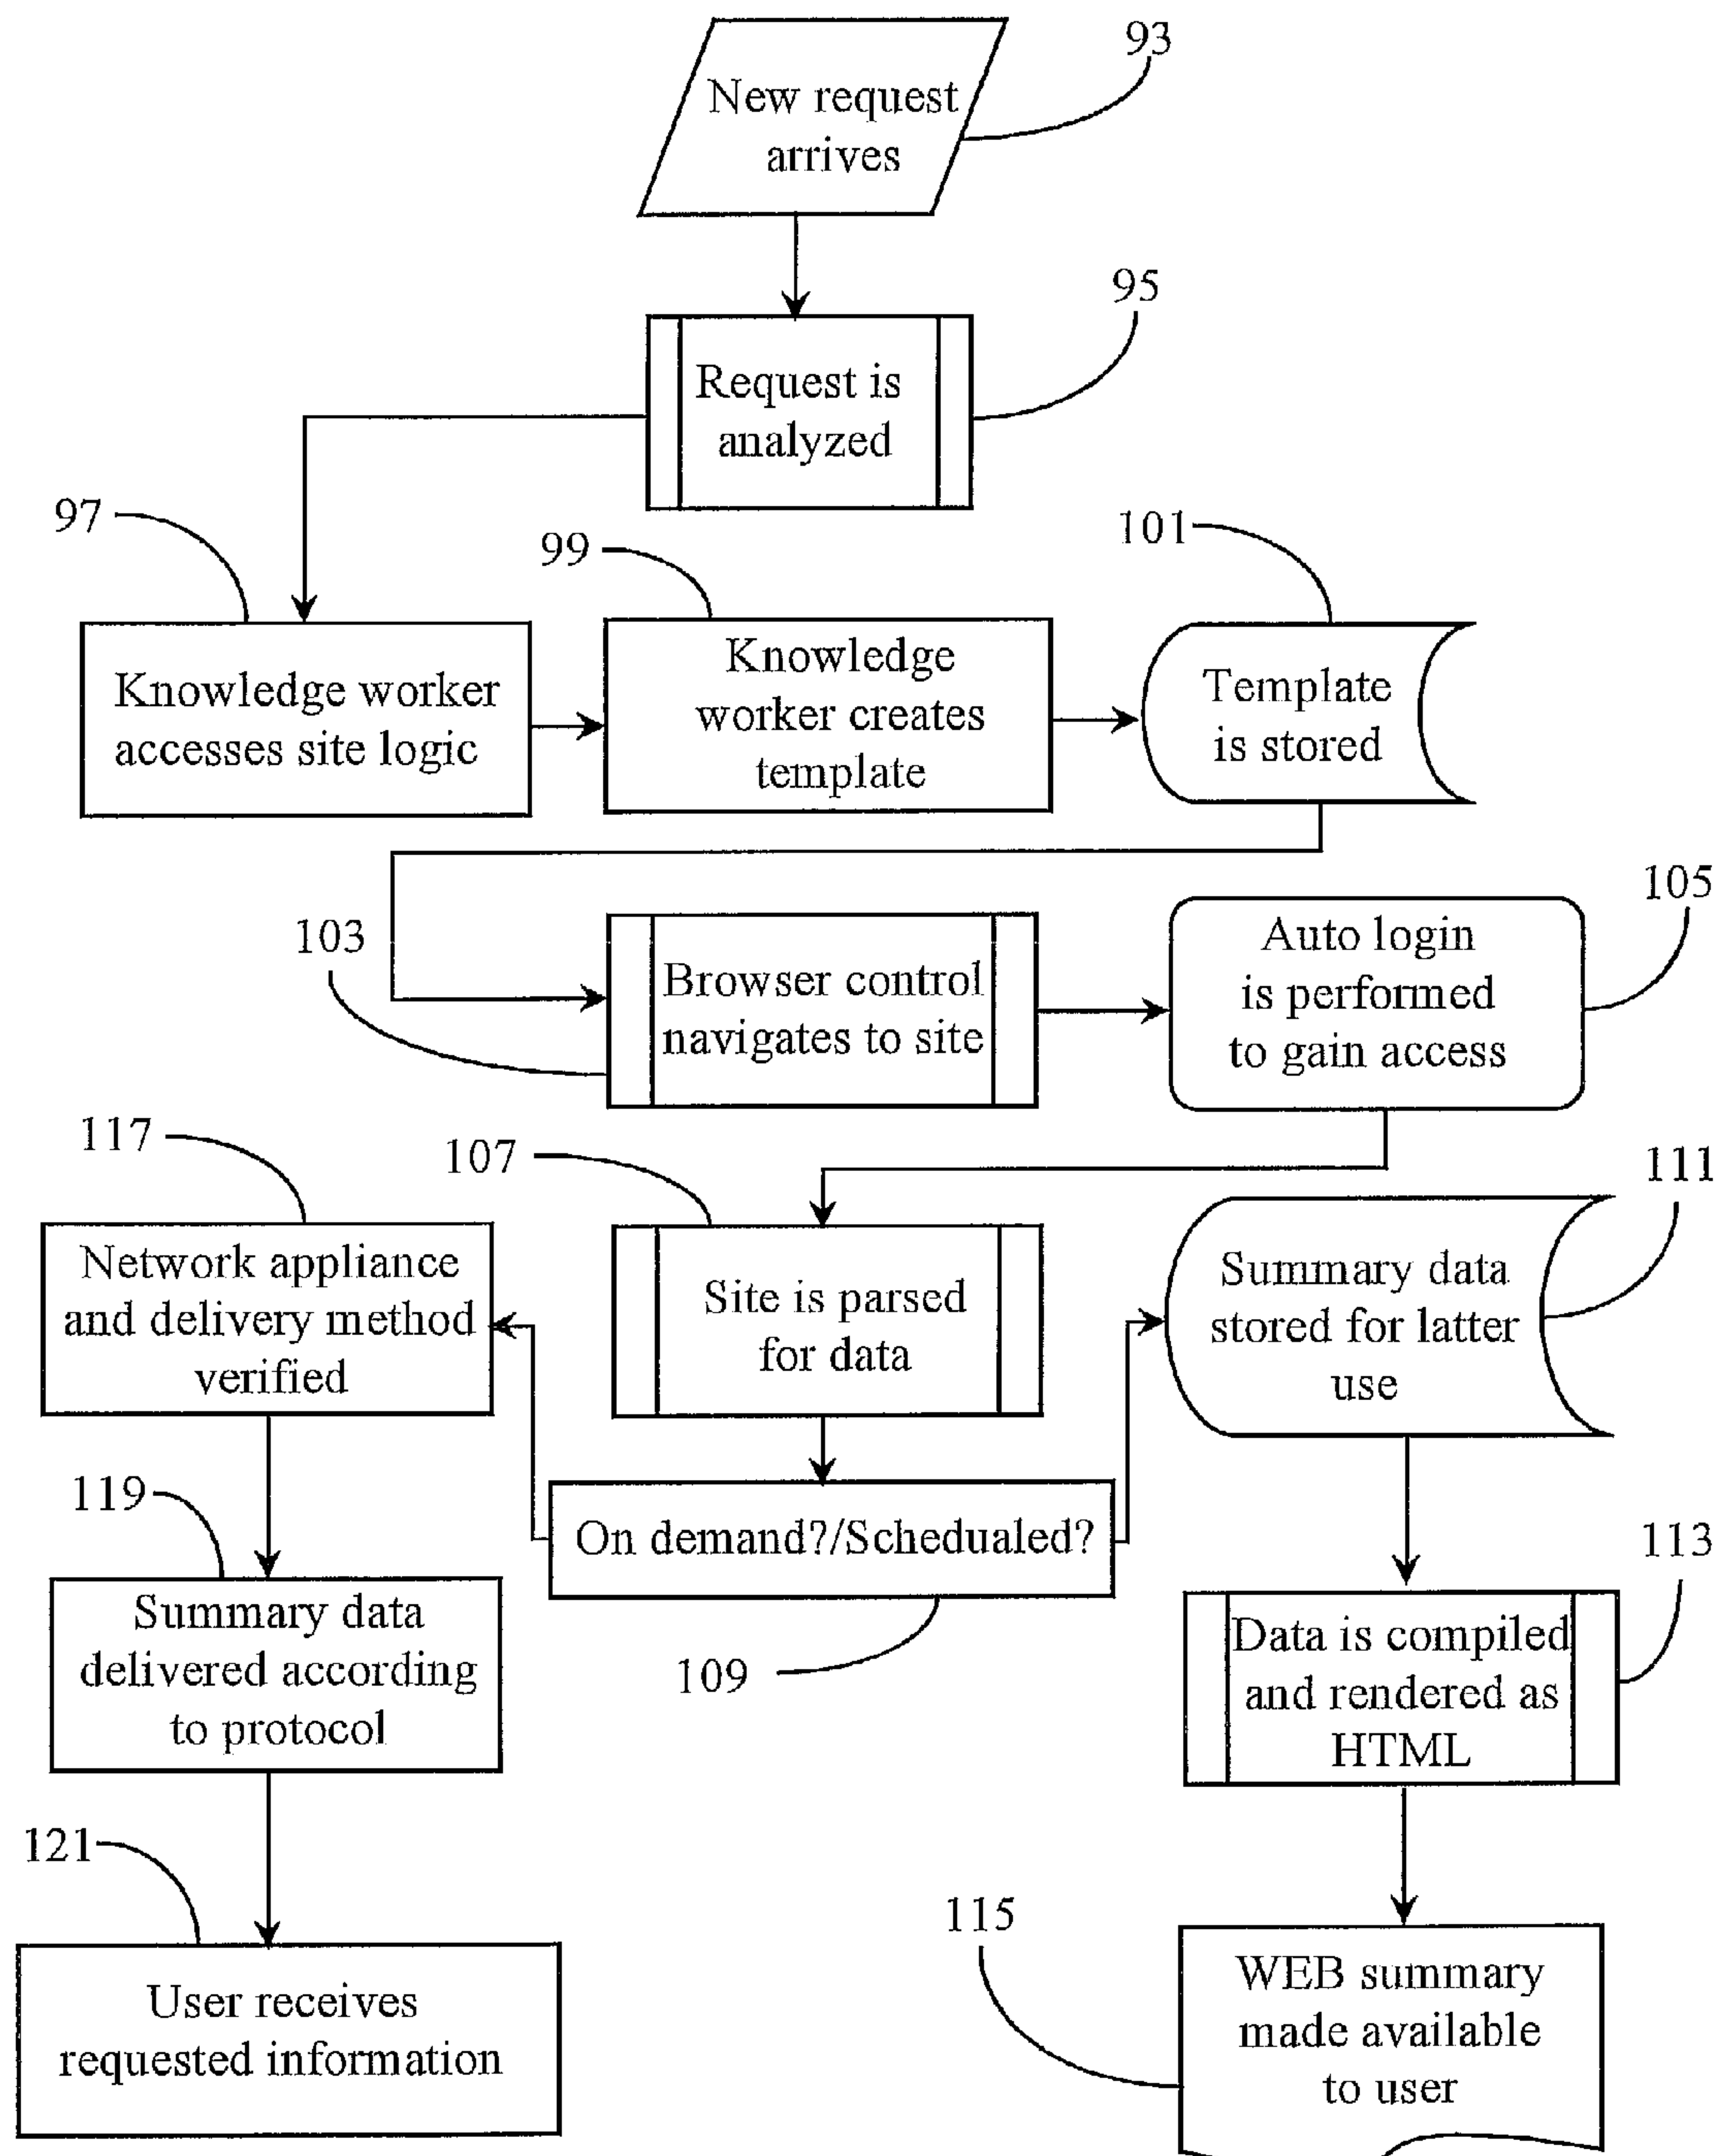 93
New request
arrives
95
Request is
analyzed
97
99
101
Knowledge worker
accesses site logic
Knowledge
worker creates
template
Template
is stored
103
105
Browser control
navigates to site
Auto login
is performed
to gain access
117
107
111
Network appliance
and delivery method
verified
Site is parsed
for data
Summary data
stored for latter
use
119
On demand?/Schedualed?
109
113
Summary data
delivered according
to protocol
Data is compiled
and rendered as
HTML
121
115
User receives
requested information
WEB summary
made available
to user